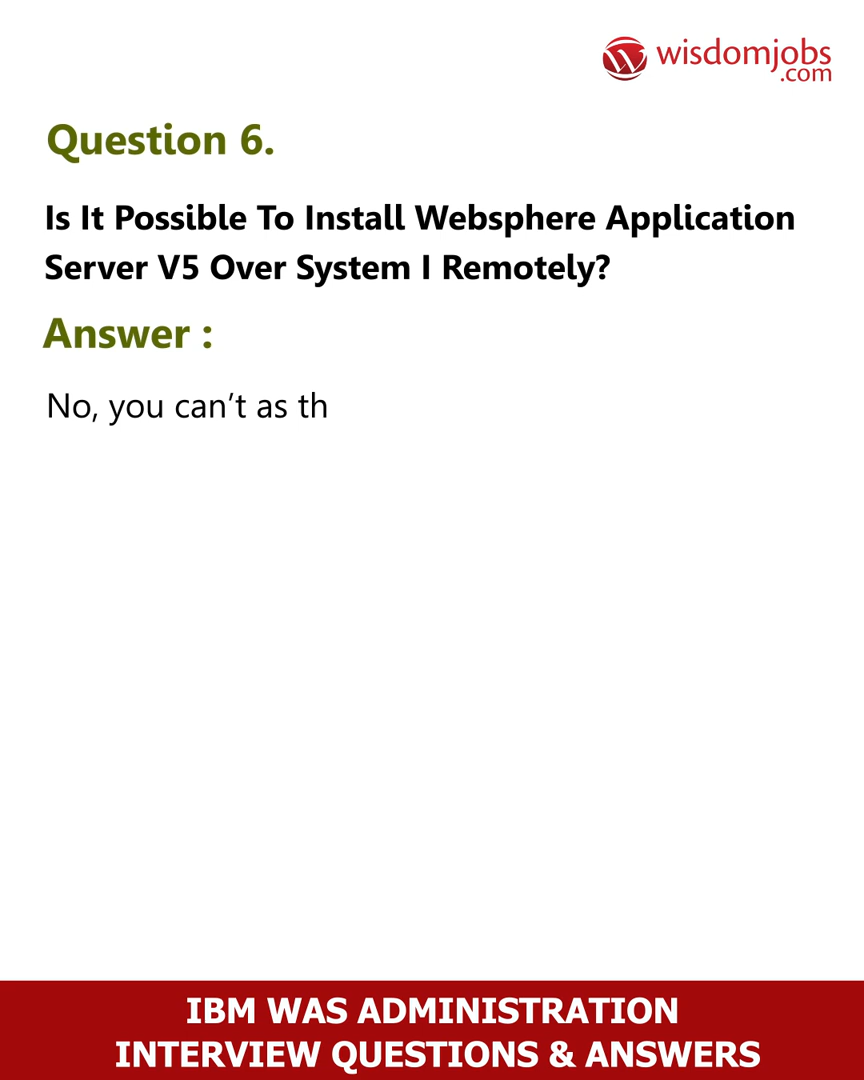 wisdomjobs
.com
Question 6.
Is It Possible To Install Websphere Application
Server V5 Over System I Remotely?
Answer :
No, you can’t as th
IBM WAS ADMINISTRATION
INTERVIEW QUESTIONS & ANSWERS